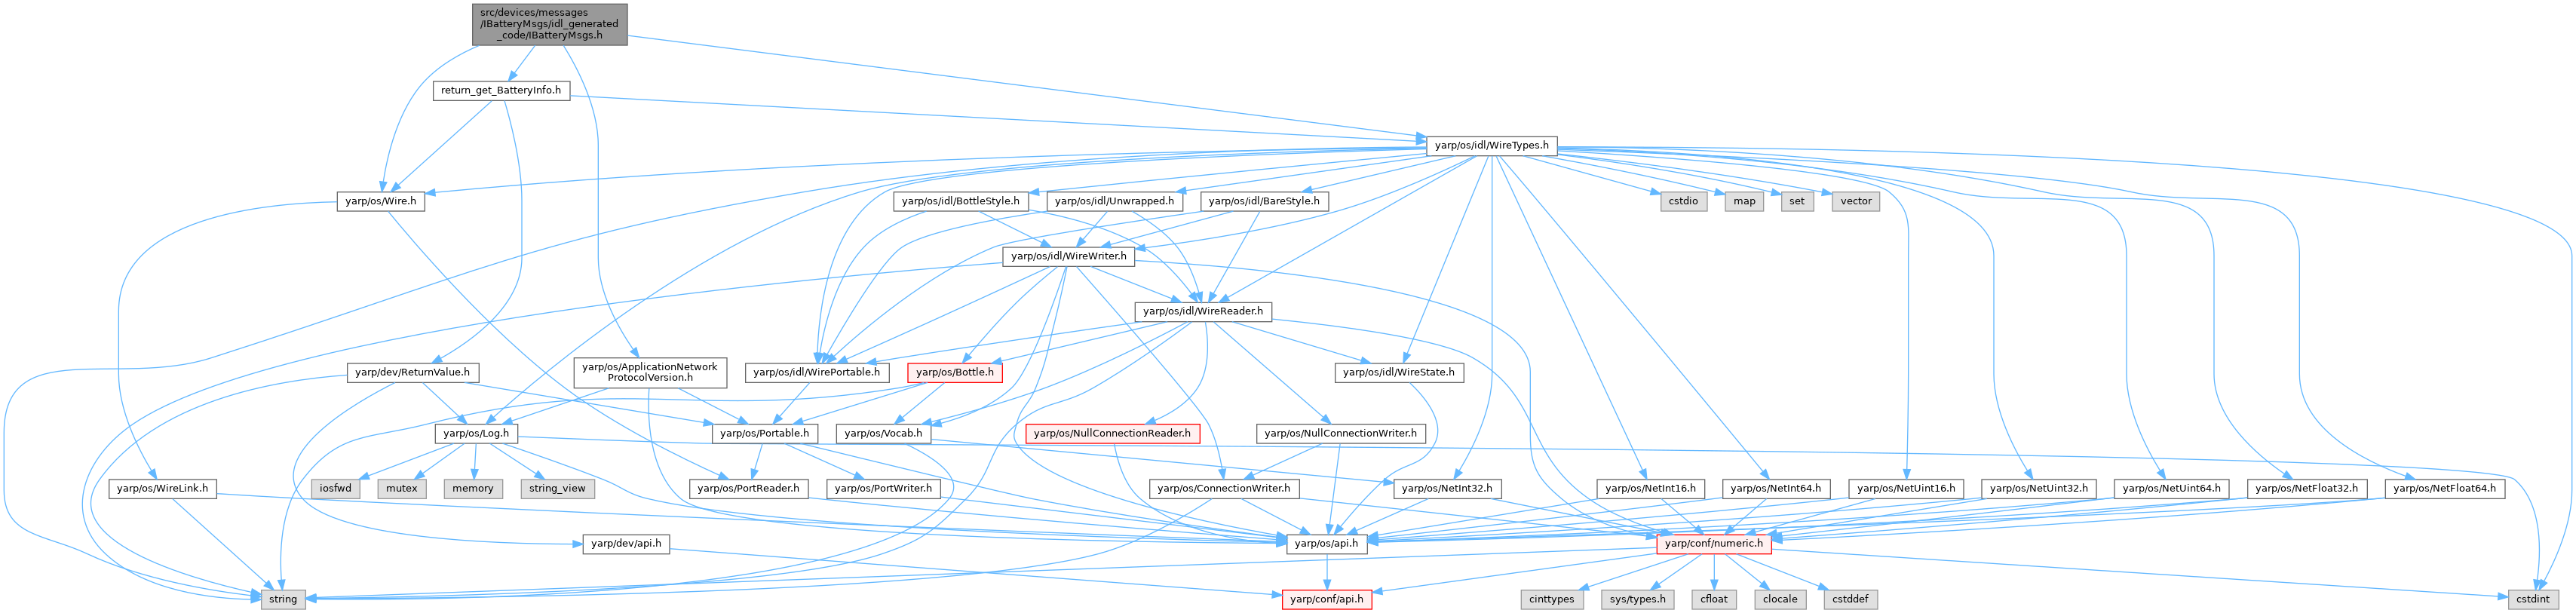 src/devices/messages
/IBatteryMsgs/idl_generated
_code/IBatteryMsgs.h
return_get_BatteryInfo.h
yarp/os/idl/WireTypes.h
yarp/os/Wire.h
yarp/os/idl/BottleStyle.h
yarp/os/idl/Unwrapped.h
yarp/os/idl/BareStyle.h
cstdio
map
set
vector
yarp/os/idl/WireWriter.h
yarp/os/idl/WireReader.h
yarp/dev/ReturnValue.h
yarp/os/ApplicationNetwork
ProtocolVersion.h
yarp/os/idl/WirePortable.h
yarp/os/Bottle.h
yarp/os/idl/WireState.h
yarp/os/Log.h
yarp/os/Portable.h
yarp/os/Vocab.h
yarp/os/NullConnectionReader.h
yarp/os/NullConnectionWriter.h
yarp/os/WireLink.h
iosfwd
mutex
memory
string_view
yarp/os/PortReader.h
yarp/os/PortWriter.h
yarp/os/ConnectionWriter.h
yarp/os/NetInt32.h
yarp/os/NetInt16.h
yarp/os/NetInt64.h
yarp/os/NetUint16.h
yarp/os/NetUint32.h
yarp/os/NetUint64.h
yarp/os/NetFloat32.h
yarp/os/NetFloat64.h
yarp/dev/api.h
yarp/os/api.h
yarp/conf/numeric.h
string
yarp/conf/api.h
cinttypes
sys/types.h
cfloat
clocale
cstddef
cstdint